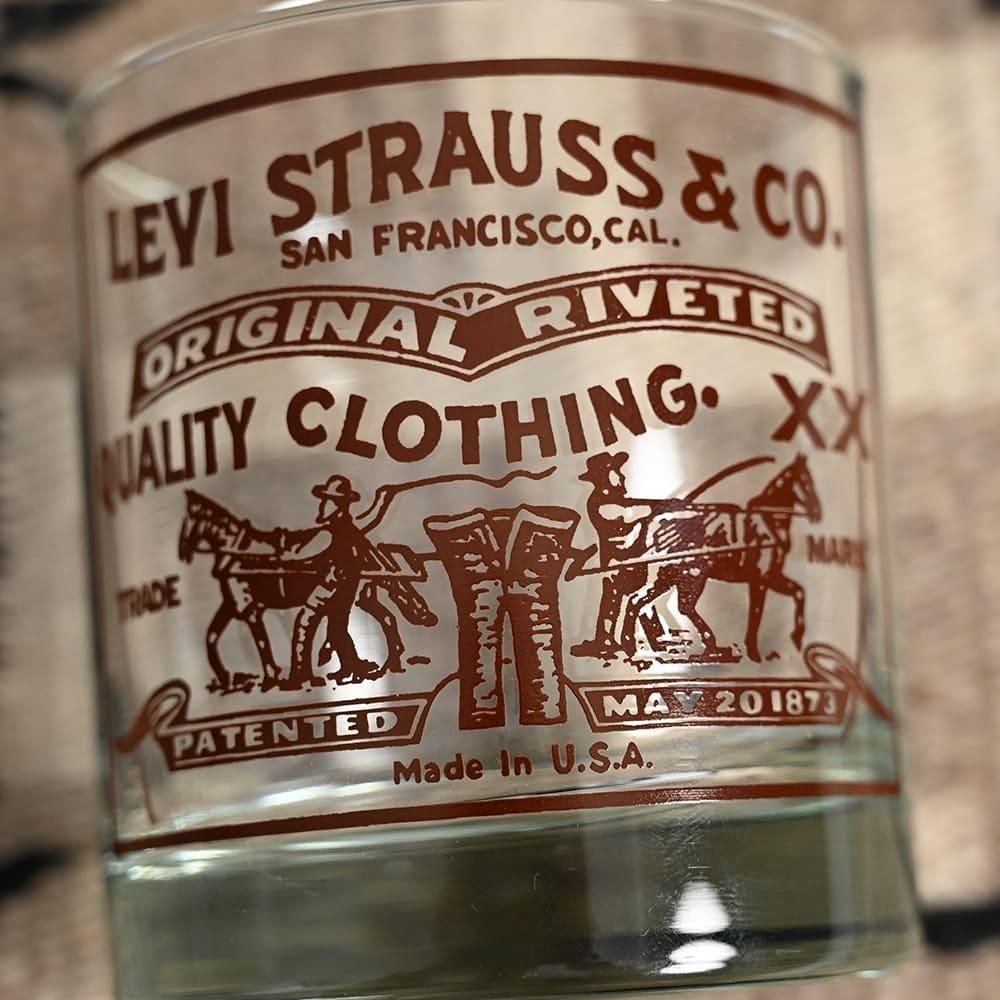 LEVI STRAUSS & CO.
SAN FRANCISCO, CAL.
ORIGINAL RIVETED
QUALITY CLOTHING. XX
TRADE MARK
PATENTED MAY 20 1873
Made In U.S.A.